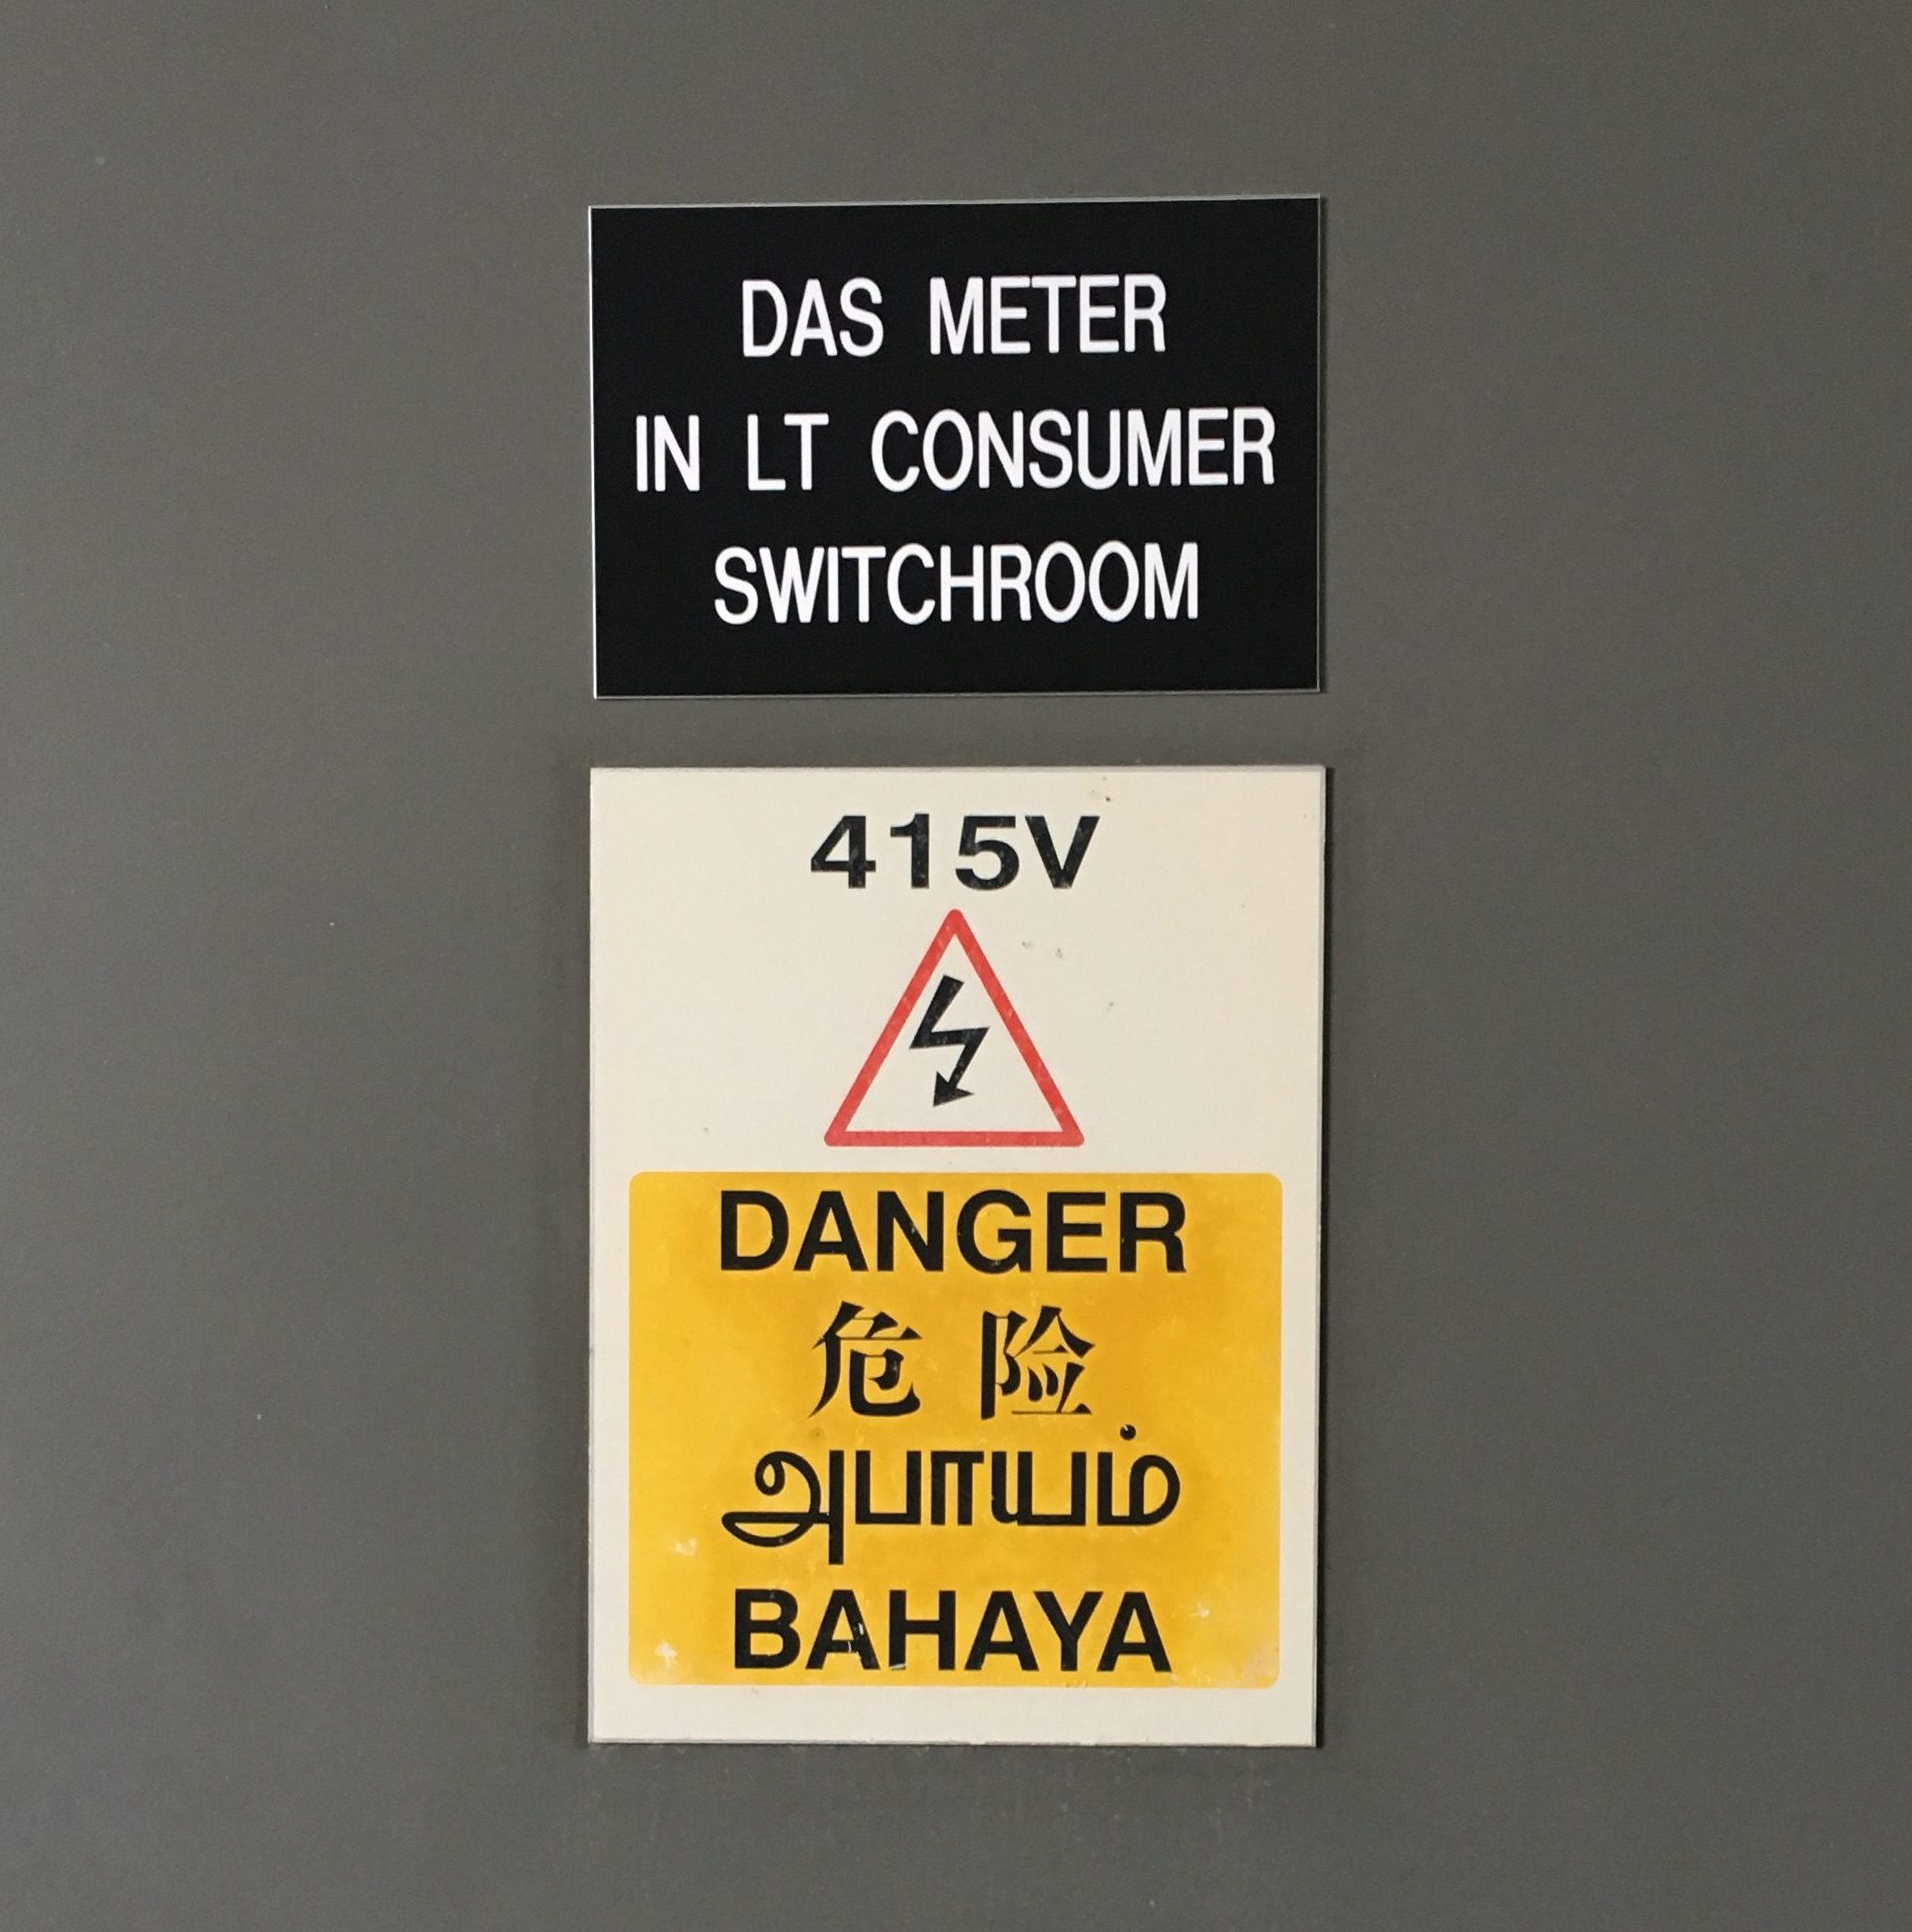 DAS METER
IN LT CONSUMER
SWITCHROOM
415V
DANGER
危险
அபாயம்
BAHAYA